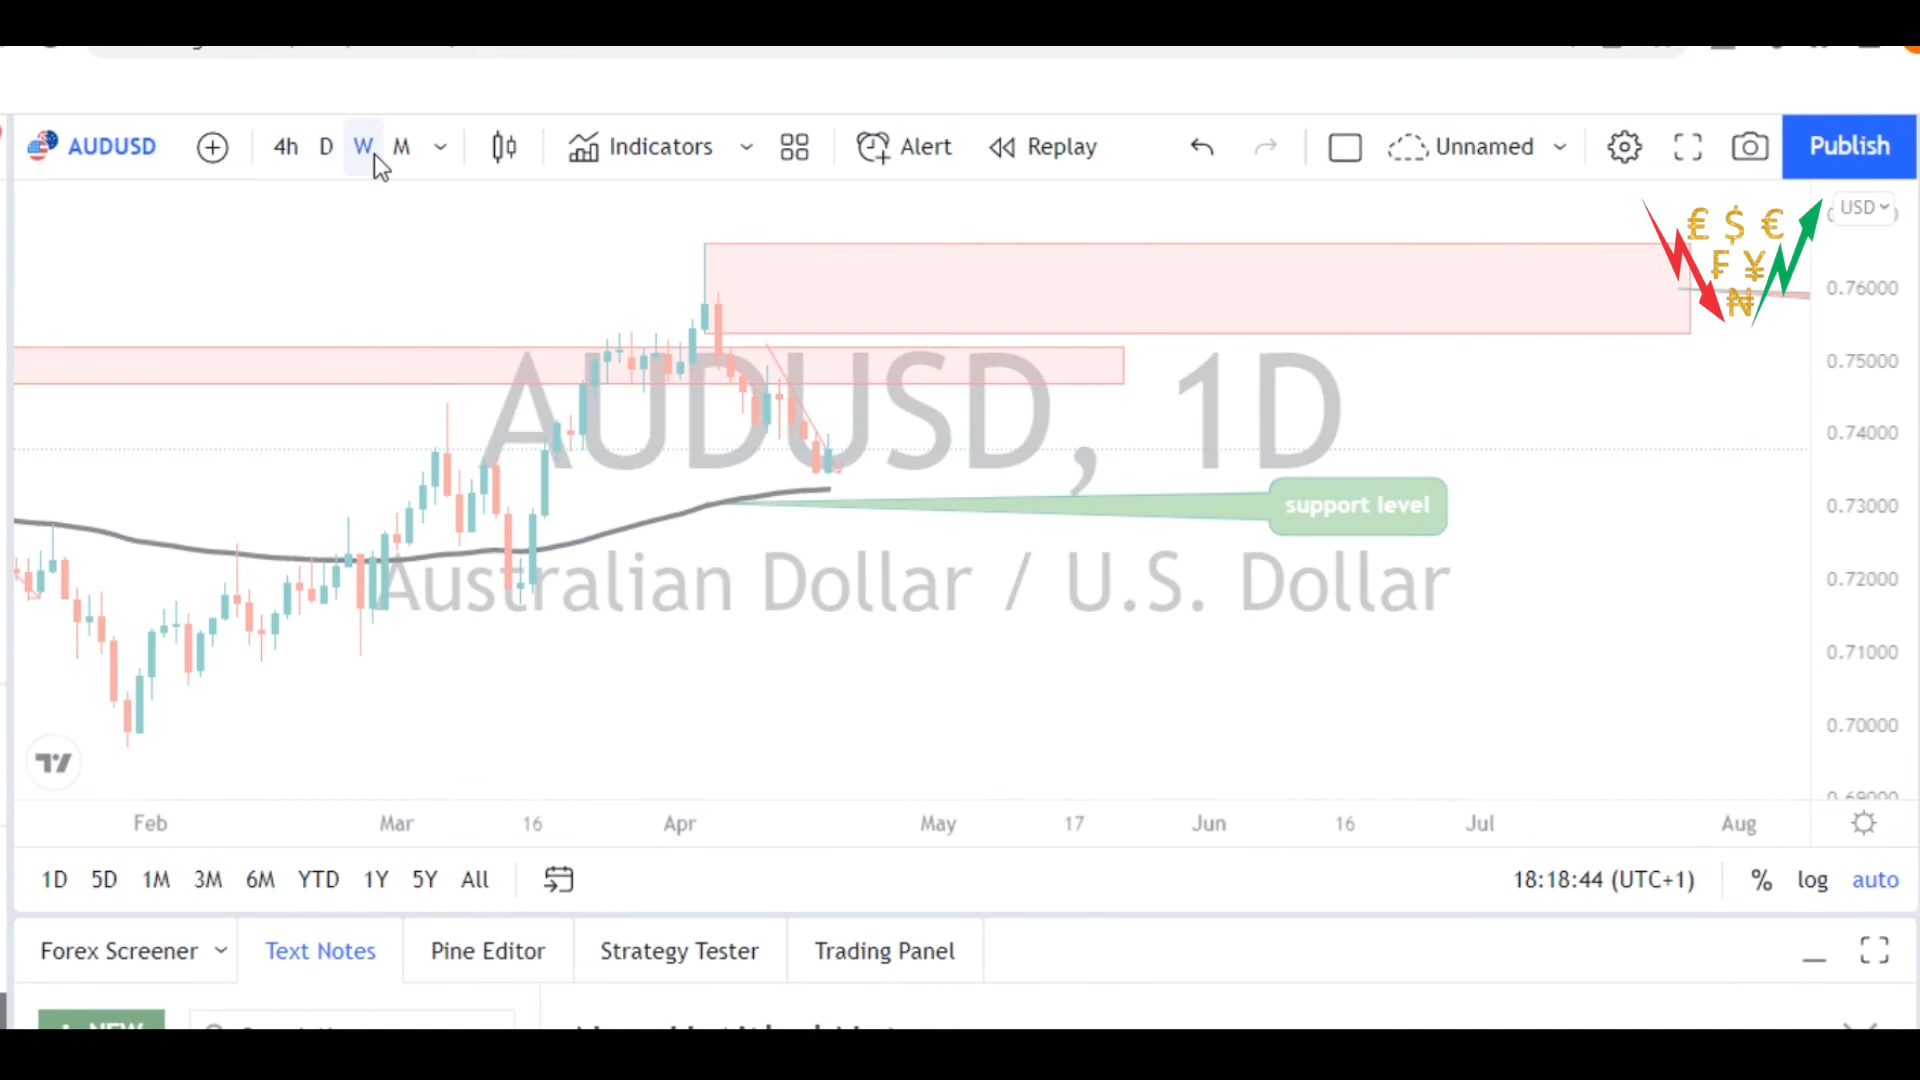 AUDUSD 4h D W M Indicators Alert Replay Unnamed Publish
USD
£ $ €
₣ ¥
₦
0.76000
0.75000
0.74000
0.73000
0.72000
0.71000
0.70000
AUDUSD, 1D
support level
Australian Dollar / U.S. Dollar
Feb Mar 16 Apr May 17 Jun 16 Jul Aug
1D 5D 1M 3M 6M YTD 1Y 5Y All 18:18:44 (UTC+1) % log auto
Forex Screener Text Notes Pine Editor Strategy Tester Trading Panel